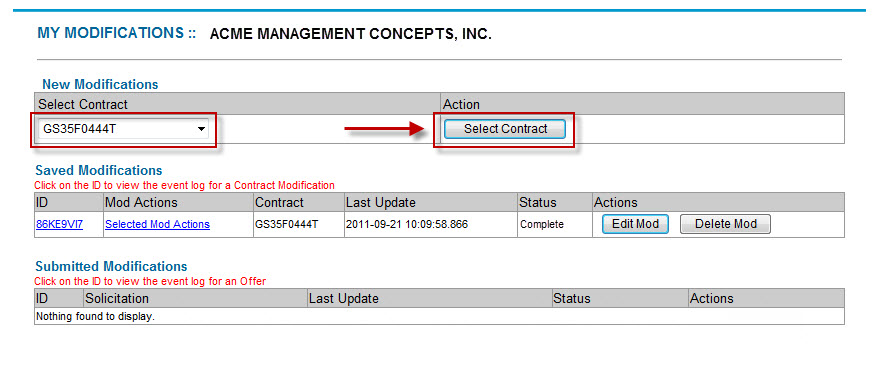 MY MODIFICATIONS :: ACME MANAGEMENT CONCEPTS, INC.
New Modifications
Select Contract Action
GS35F0444T Select Contract
Saved Modifications
Click on the ID to view the event log for a Contract Modification
ID Mod Actions Contract Last Update Status Actions
86KE9VI7 Selected Mod Actions GS35F0444T 2011-09-21 10:09:58.866 Complete Edit Mod Delete Mod
Submitted Modifications
Click on the ID to view the event log for an Offer
ID Solicitation Last Update Status Actions
Nothing found to display.